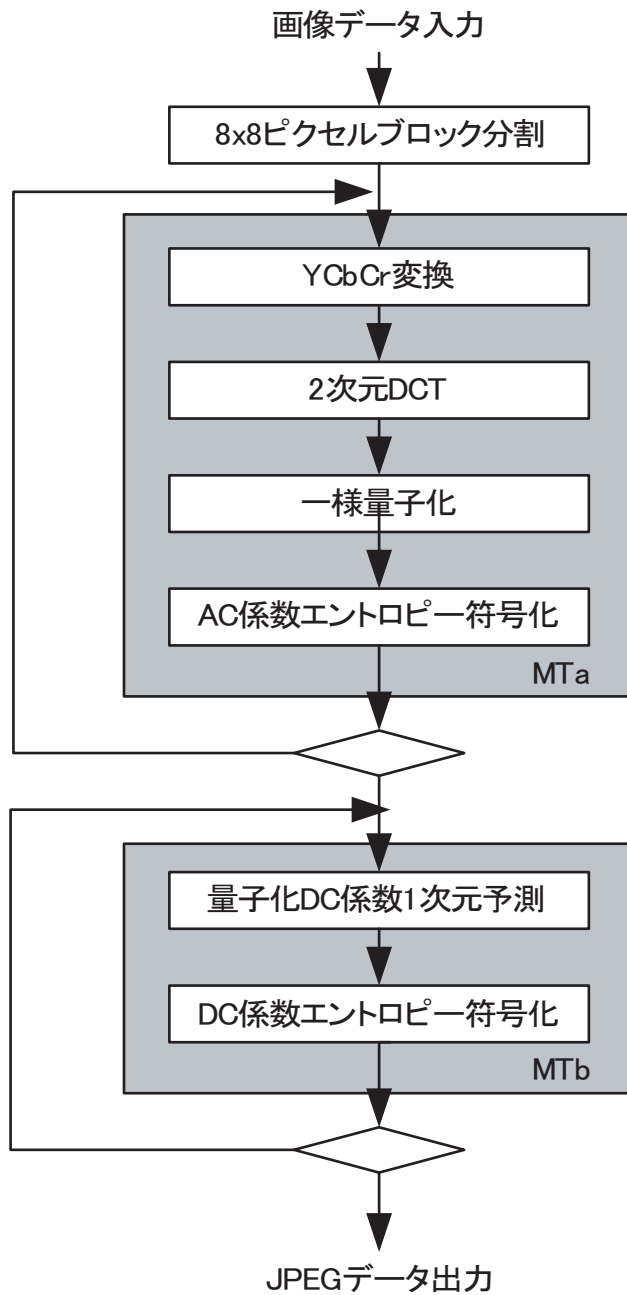 画像データ入力
8x8ピクセルブロック分割
YCbCr変換
2次元DCT
一様量子化
AC係数エントロピー符号化
MTa
量子化DC係数1次元予測
DC係数エントロピー符号化
MTb
JPEGデータ出力